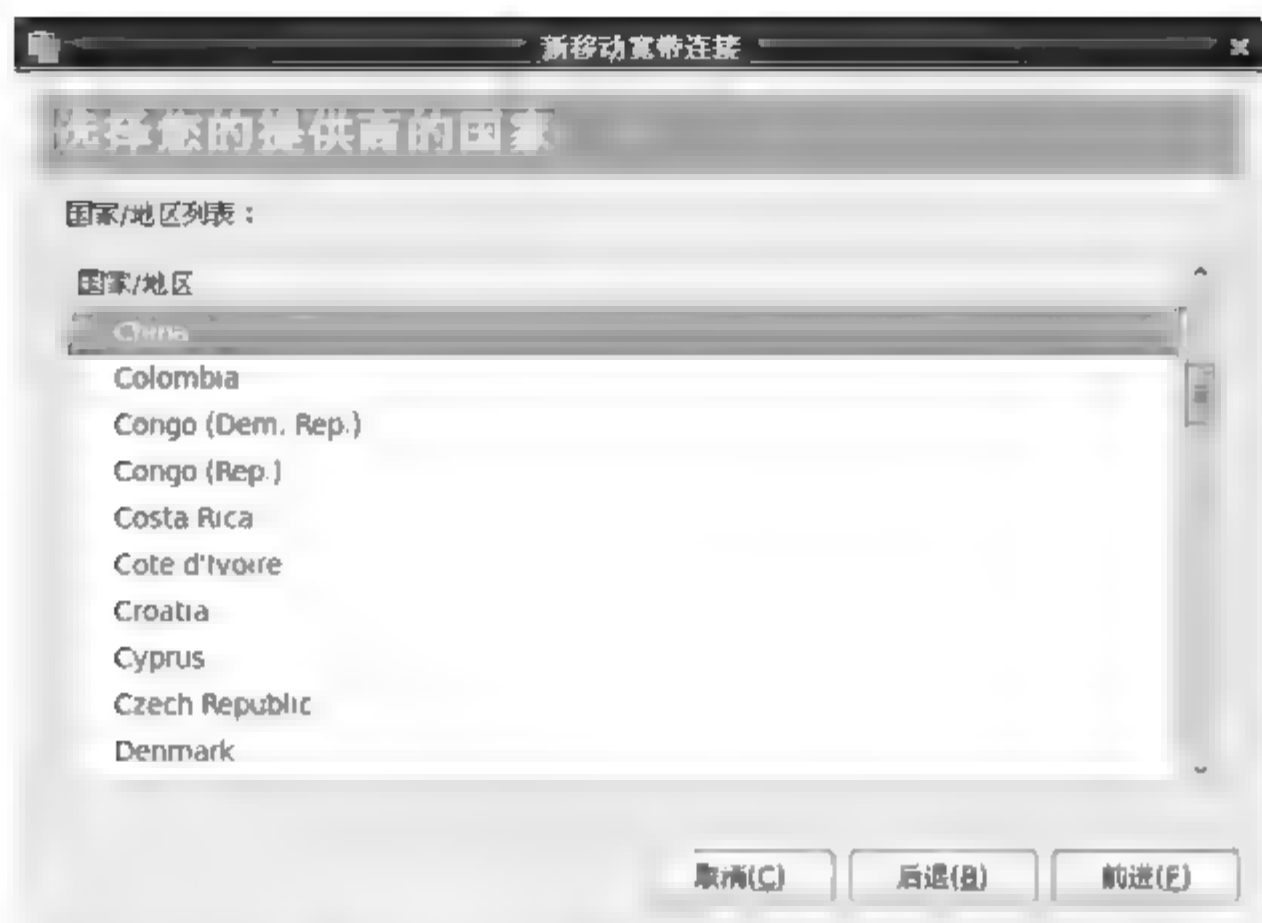 新移动宽带连接
选择您的提供商的国家
国家/地区列表：
国家/地区
China
Colombia
Congo (Dem. Rep.)
Congo (Rep.)
Costa Rica
Cote d'Ivoire
Croatia
Cyprus
Czech Republic
Denmark
取消(C) 后退(B) 前进(F)